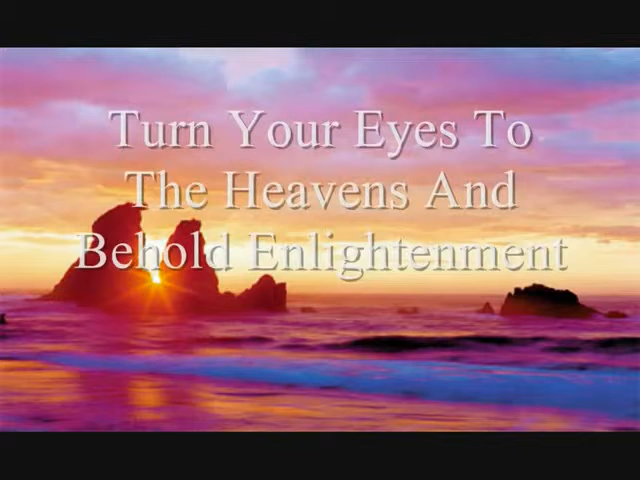 Turn Your Eyes To
The Heavens And
Behold Enlightenment